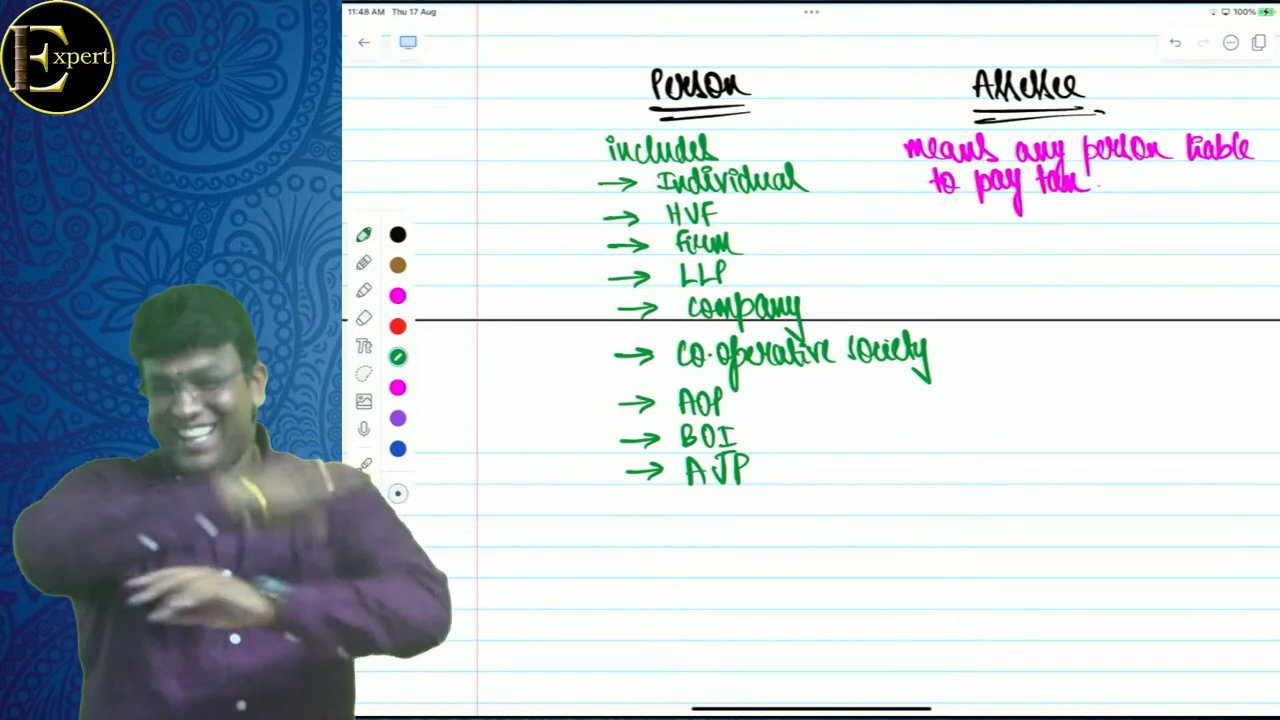 Expert
11:48 AM Thu 17 Aug
100%
Person
includes
→ Individual
→ HUF
→ Firm
→ LLP
→ company
→ co.operative society
→ AOP
→ BOI
→ AJP
Assessee
means any person liable
to pay tax.